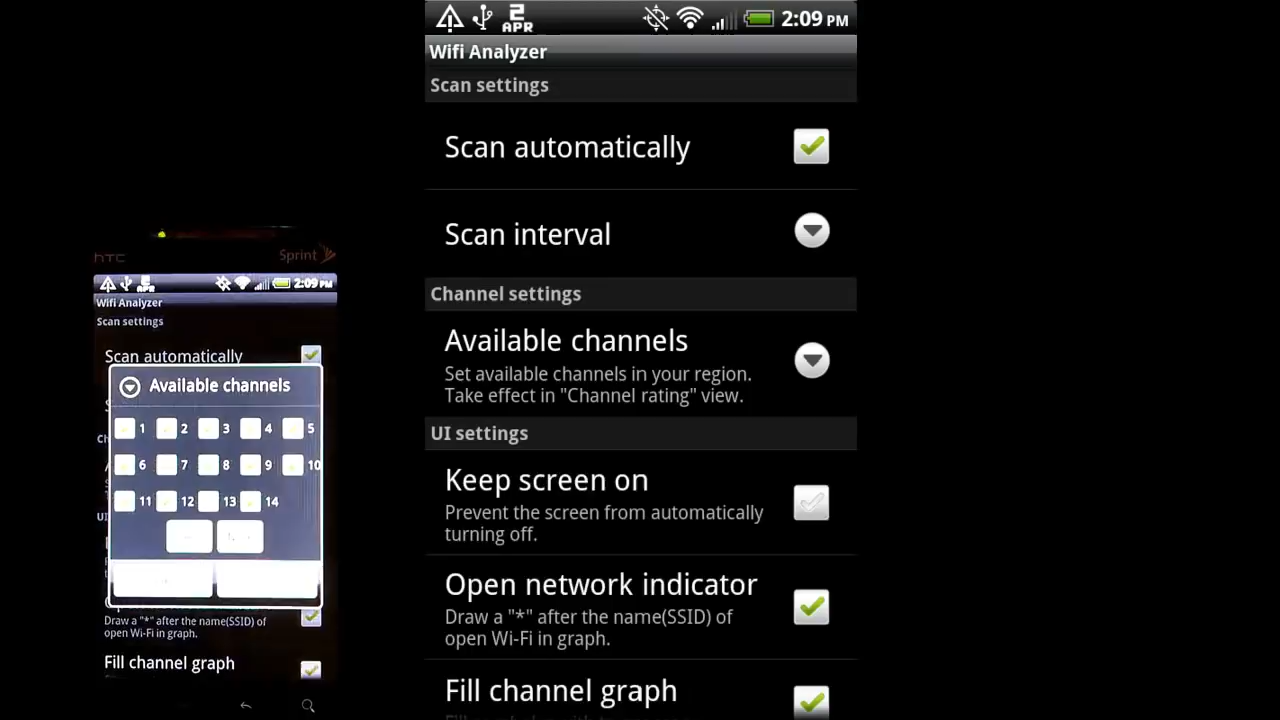 hTC
Sprint
2:09 PM
APR
Wifi Analyzer
Scan settings
Scan automatically
Available channels
1 2 3 4 5
6 7 8 9 10
11 12 13 14
Draw a "*" after the name(SSID) of
open Wi-Fi in graph.
Fill channel graph
2
APR
2:09 PM
Wifi Analyzer
Scan settings
Scan automatically
Scan interval
Channel settings
Available channels
Set available channels in your region.
Take effect in "Channel rating" view.
UI settings
Keep screen on
Prevent the screen from automatically
turning off.
Open network indicator
Draw a "*" after the name(SSID) of
open Wi-Fi in graph.
Fill channel graph